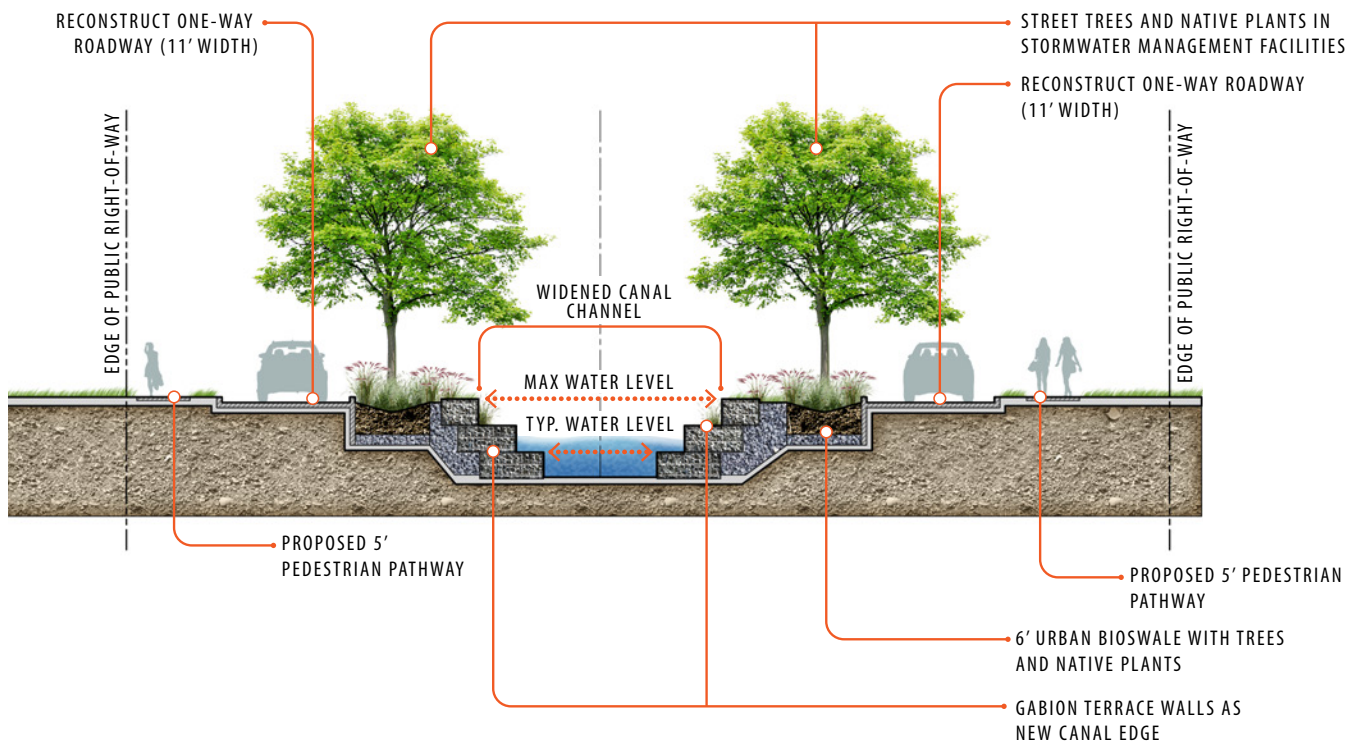 RECONSTRUCT ONE-WAY
ROADWAY (11’ WIDTH)
STREET TREES AND NATIVE PLANTS IN
STORMWATER MANAGEMENT FACILITIES
RECONSTRUCT ONE-WAY ROADWAY
(11’ WIDTH)
EDGE OF PUBLIC RIGHT-OF-WAY
EDGE OF PUBLIC RIGHT-OF-WAY
WIDENED CANAL
CHANNEL
MAX WATER LEVEL
TYP. WATER LEVEL
PROPOSED 5’
PEDESTRIAN PATHWAY
PROPOSED 5’ PEDESTRIAN
PATHWAY
6’ URBAN BIOSWALE WITH TREES
AND NATIVE PLANTS
GABION TERRACE WALLS AS
NEW CANAL EDGE